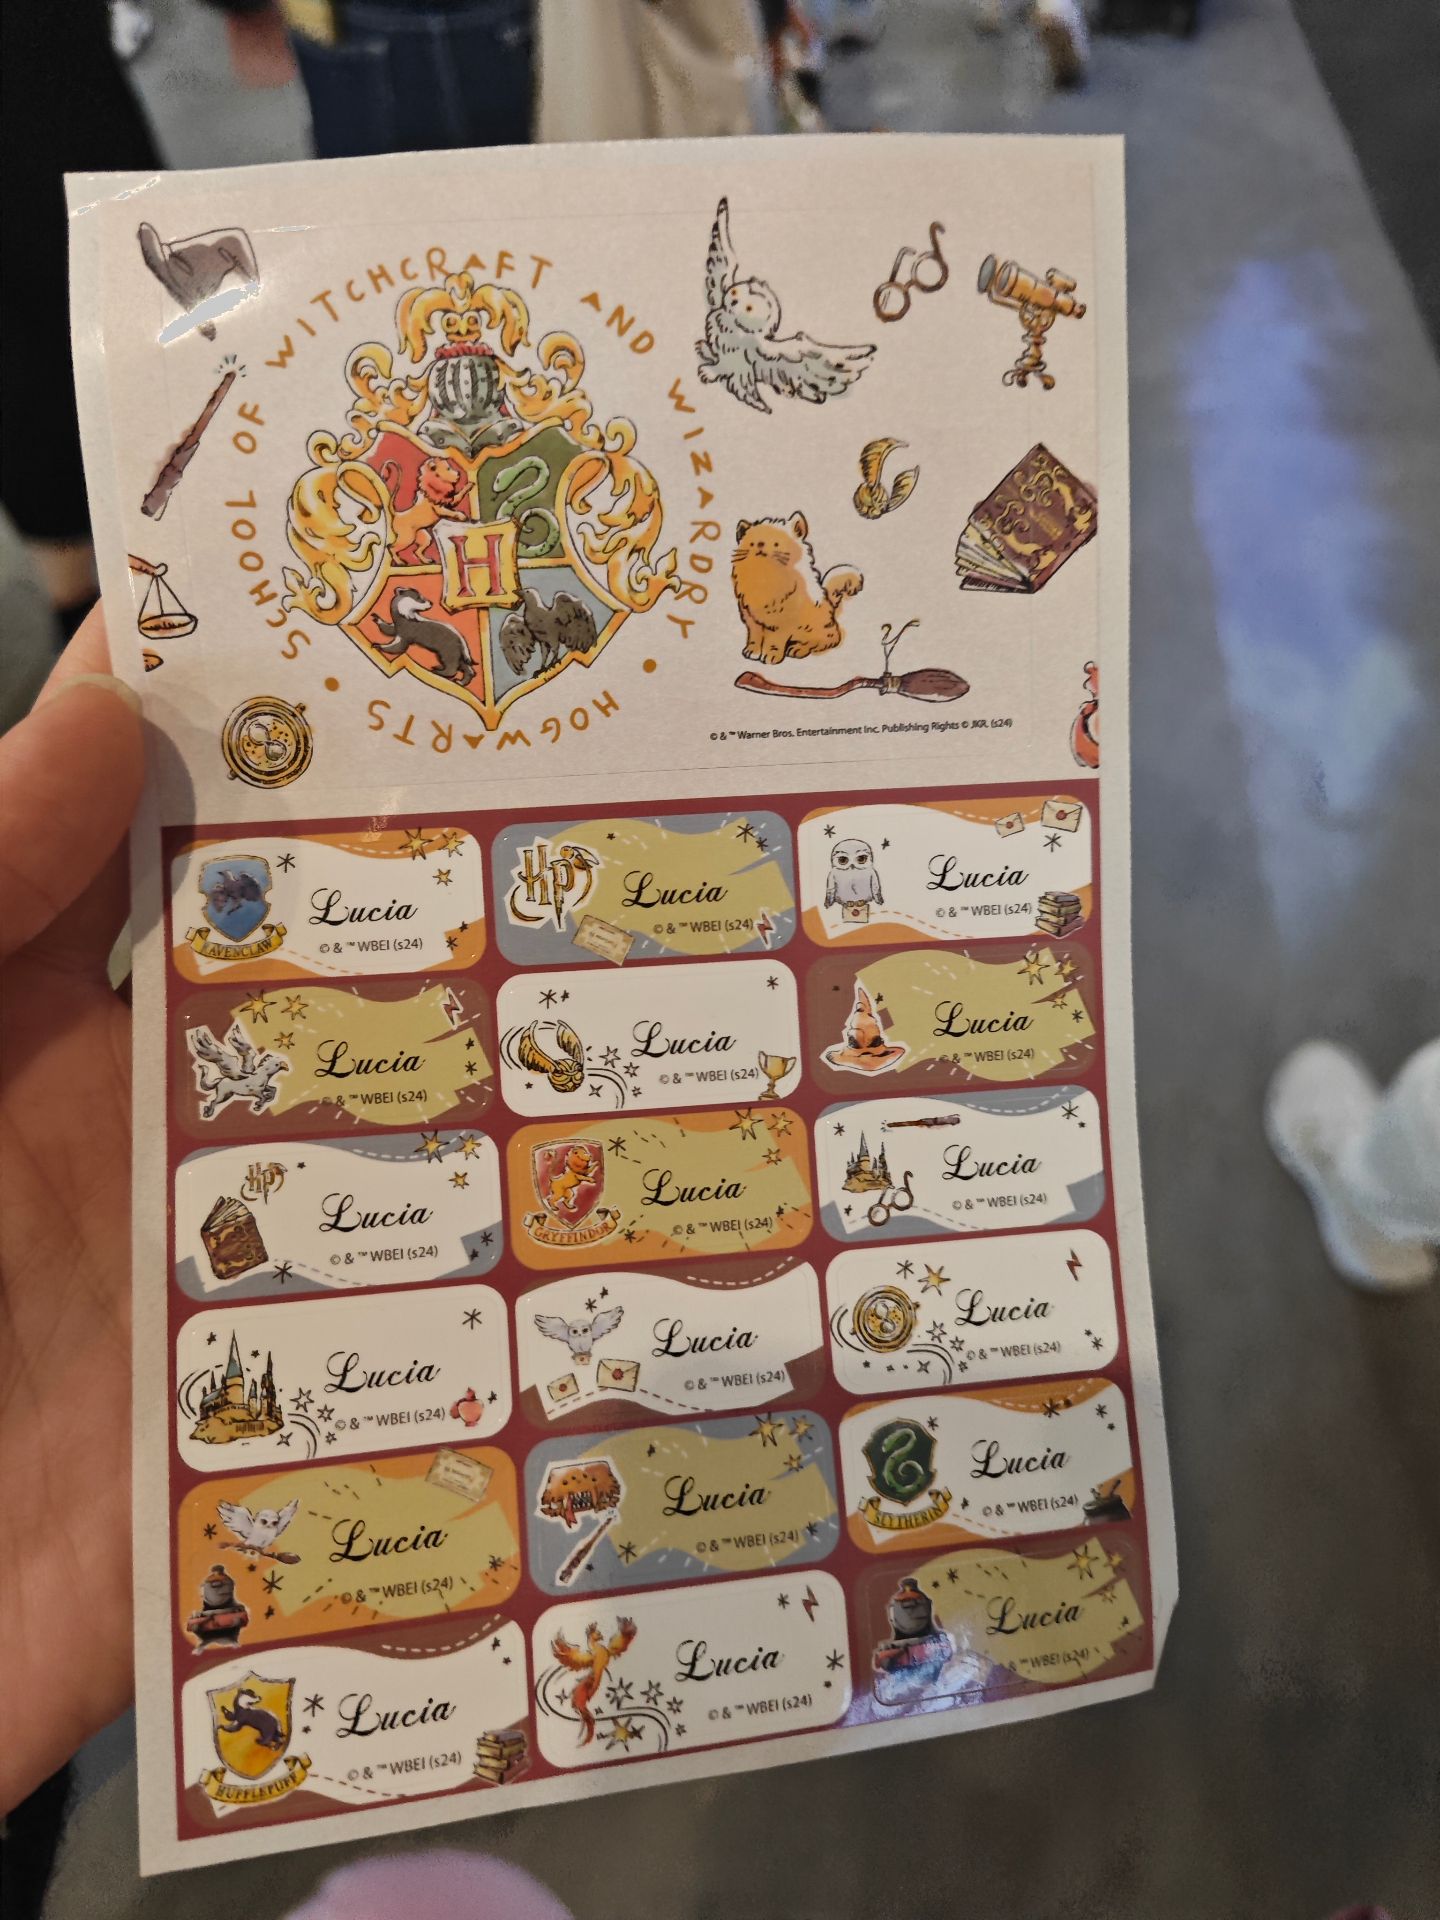 SCHOOL OF WITCHCRAFT AND WIZARDRY • HOGWARTS •
H
© & ™ Warner Bros. Entertainment Inc. Publishing Rights © JKR. (s24)
RAVENCLAW
Lucia
© & ™ WBEI (s24)
HP
Lucia
© & ™ WBEI (s24)
Lucia
© & ™ WBEI (s24)
Lucia
© & ™ WBEI (s24)
Lucia
© & ™ WBEI (s24)
Lucia
© & ™ WBEI (s24)
HP
Lucia
© & ™ WBEI (s24)
GRYFFINDOR
Lucia
© & ™ WBEI (s24)
Lucia
© & ™ WBEI (s24)
Lucia
© & ™ WBEI (s24)
Lucia
© & ™ WBEI (s24)
Lucia
© & ™ WBEI (s24)
Lucia
© & ™ WBEI (s24)
Lucia
© & ™ WBEI (s24)
SLYTHERIN
Lucia
© & ™ WBEI (s24)
HUFFLEPUFF
Lucia
© & ™ WBEI (s24)
Lucia
© & ™ WBEI (s24)
Lucia
© & ™ WBEI (s24)